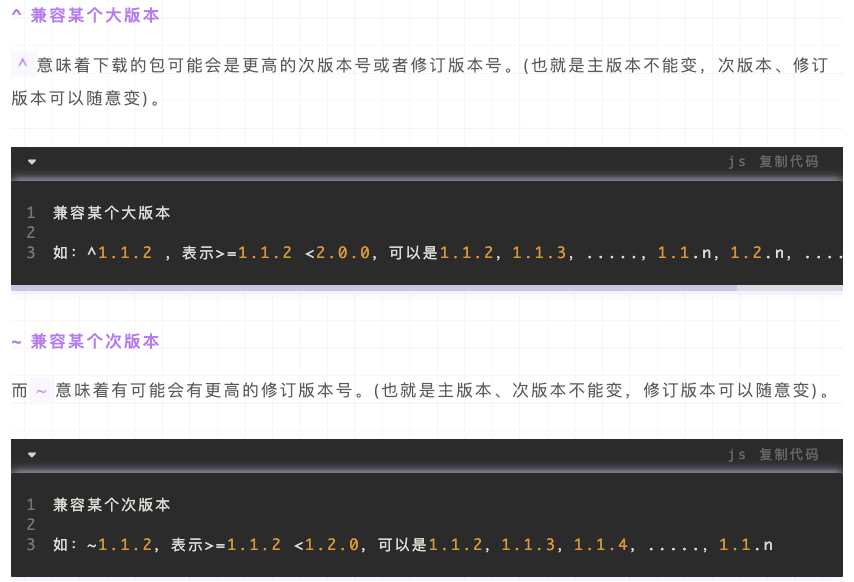 ^ 兼容某个大版本
^ 意味着下载的包可能会是更高的次版本号或者修订版本号。(也就是主版本不能变，次版本、修订
版本可以随意变)。
js 复制代码
1 兼容某个大版本
2
3 如：^1.1.2 ，表示>=1.1.2 <2.0.0，可以是1.1.2，1.1.3，.....，1.1.n，1.2.n，....
~ 兼容某个次版本
而 ~ 意味着有可能会有更高的修订版本号。(也就是主版本、次版本不能变，修订版本可以随意变)。
js 复制代码
1 兼容某个次版本
2
3 如：~1.1.2，表示>=1.1.2 <1.2.0，可以是1.1.2，1.1.3，1.1.4，.....，1.1.n